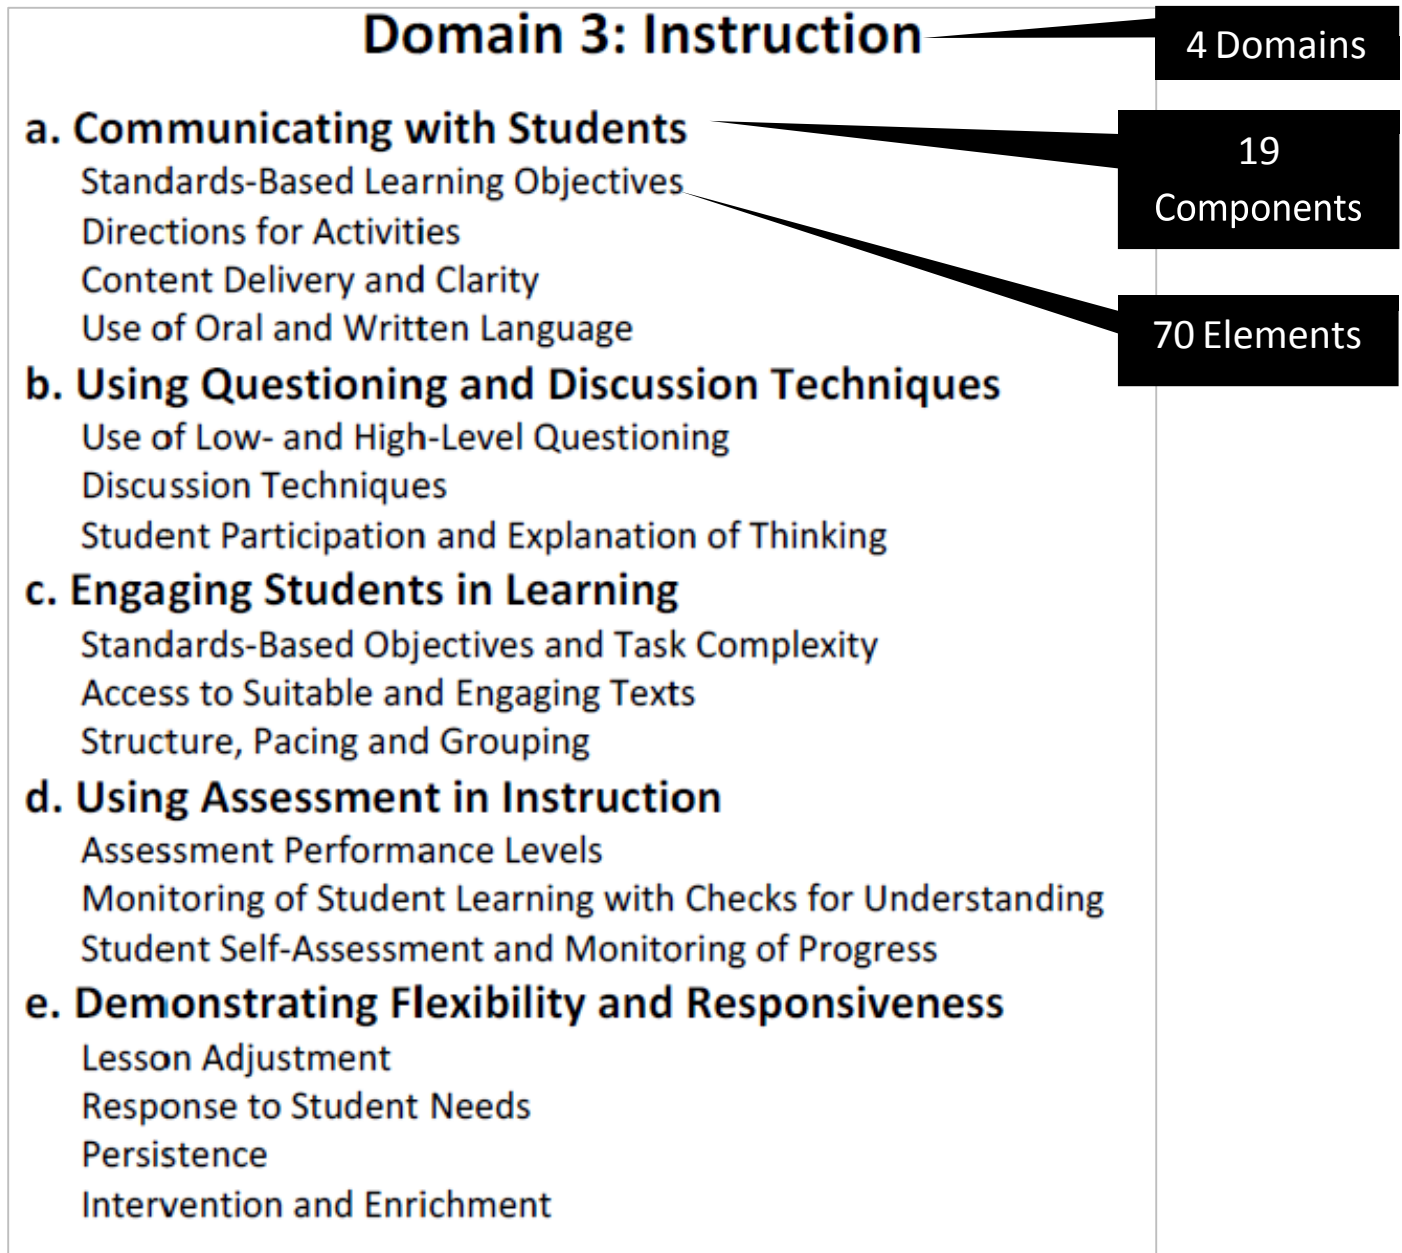 Domain 3: Instruction
4 Domains
a. Communicating with Students
19
Components
Standards-Based Learning Objectives
Directions for Activities
Content Delivery and Clarity
Use of Oral and Written Language
70 Elements
b. Using Questioning and Discussion Techniques
Use of Low- and High-Level Questioning
Discussion Techniques
Student Participation and Explanation of Thinking
c. Engaging Students in Learning
Standards-Based Objectives and Task Complexity
Access to Suitable and Engaging Texts
Structure, Pacing and Grouping
d. Using Assessment in Instruction
Assessment Performance Levels
Monitoring of Student Learning with Checks for Understanding
Student Self-Assessment and Monitoring of Progress
e. Demonstrating Flexibility and Responsiveness
Lesson Adjustment
Response to Student Needs
Persistence
Intervention and Enrichment